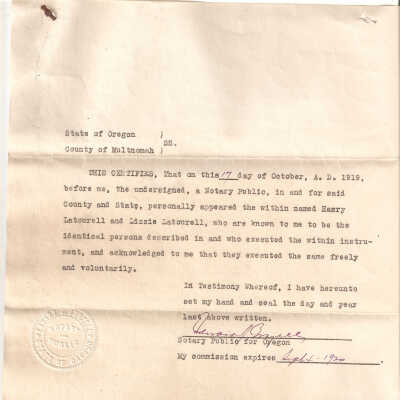 State of Oregon )
SS.
County of Multnomah )
THIS CERTIFIES, That on this 17 day of October, A. D. 1919,
before me, the undersigned, a Notary Public, in and for said
County and State, personally appeared the within named Harry
Latourell and Lizzie Latourell, who are known to me to be the
identical persons described in and who executed the within instru-
ment, and acknowledged to me that they executed the same freely
and voluntarily.
In Testimony Whereof, I have hereunto
set my hand and seal the day and year
last above written.
Notary Public for Oregon
My commission expires